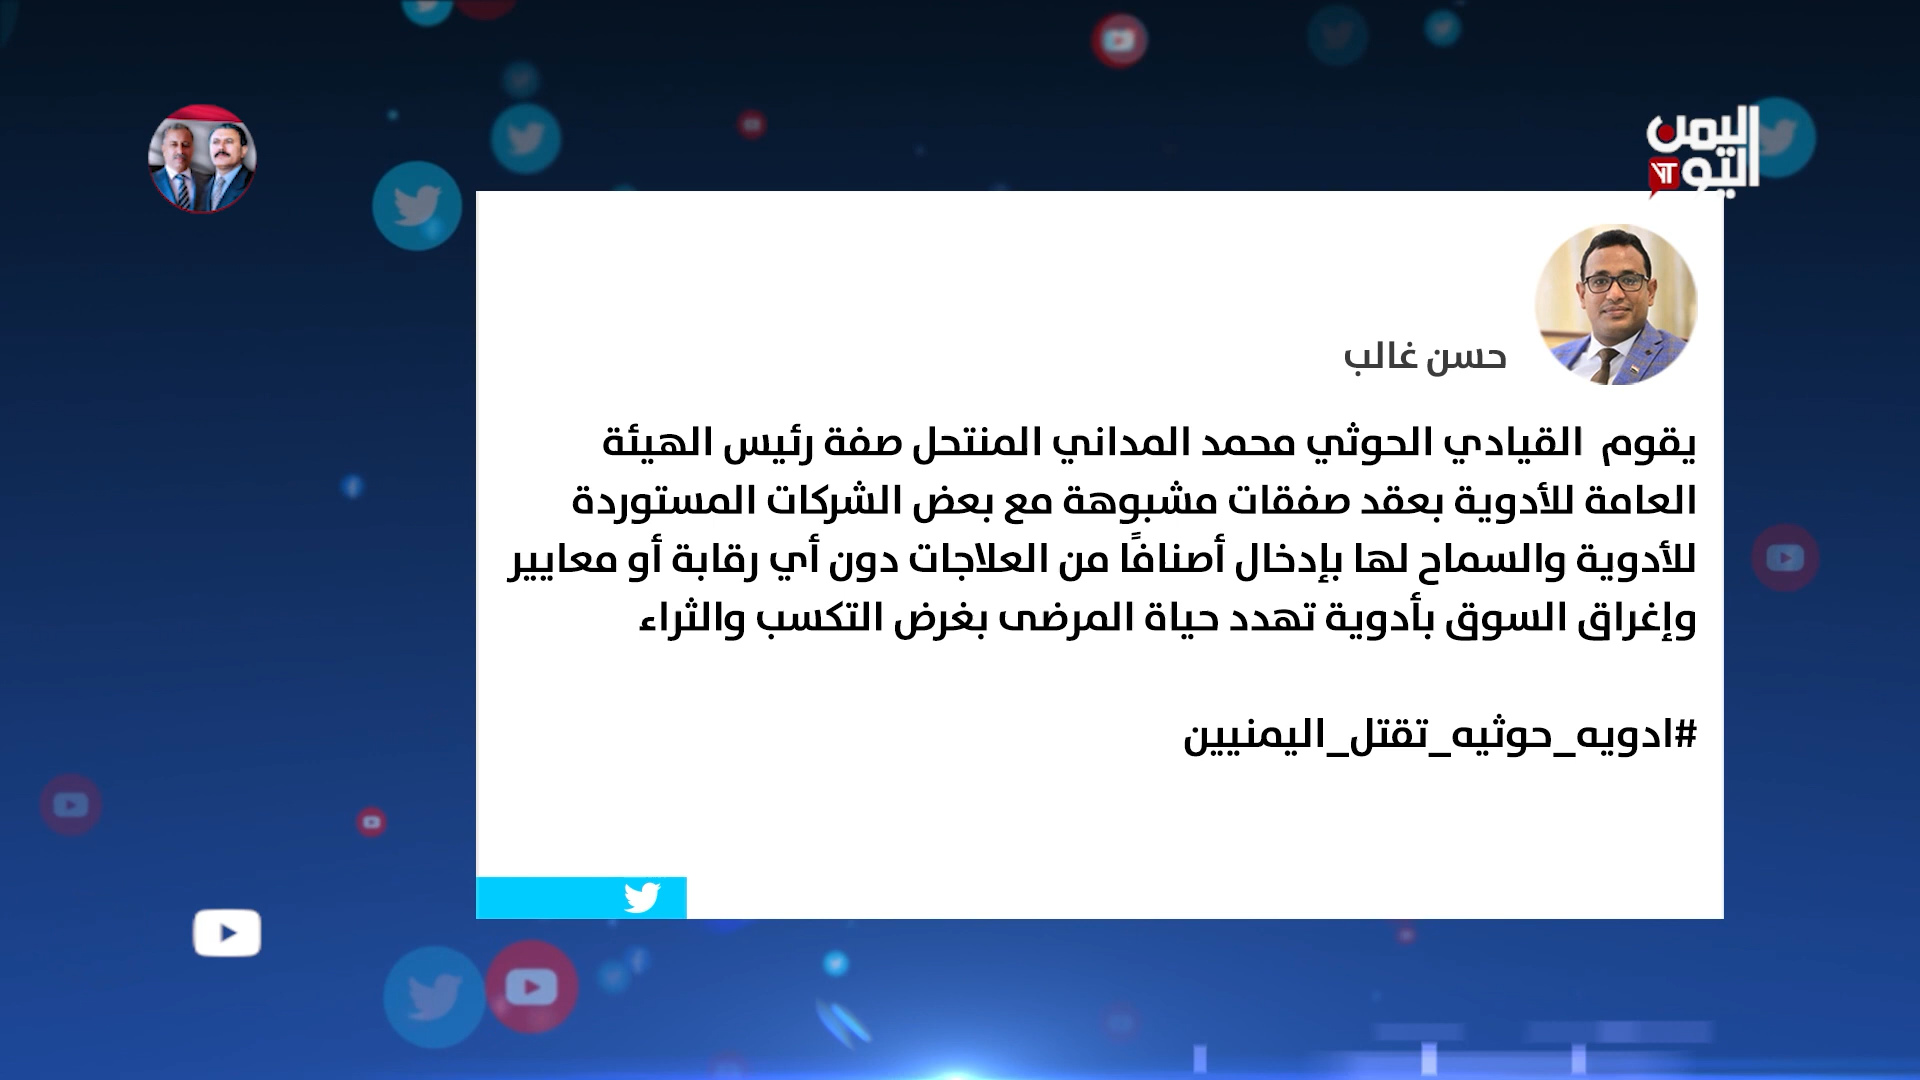 اليمن
اليوم
YT
حسن غالب
يقوم القيادي الحوثي محمد المداني المنتحل صفة رئيس الهيئة
العامة للأدوية بعقد صفقات مشبوهة مع بعض الشركات المستوردة
للأدوية والسماح لها بإدخال أصنافًا من العلاجات دون أي رقابة أو معايير
وإغراق السوق بأدوية تهدد حياة المرضى بغرض التكسب والثراء
#ادويه_حوثيه_تقتل_اليمنيين